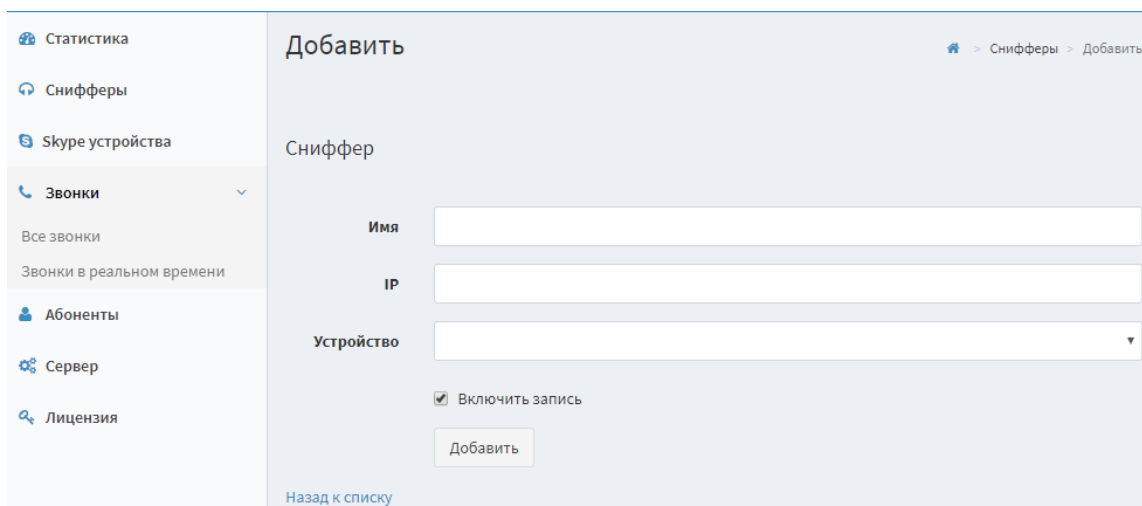 Статистика
Снифферы
Skype устройства
Звонки
Все звонки
Звонки в реальном времени
Абоненты
Сервер
Лицензия
Добавить
> Снифферы > Добавить
Сниффер
Имя
IP
Устройство
Включить запись
Добавить
Назад к списку